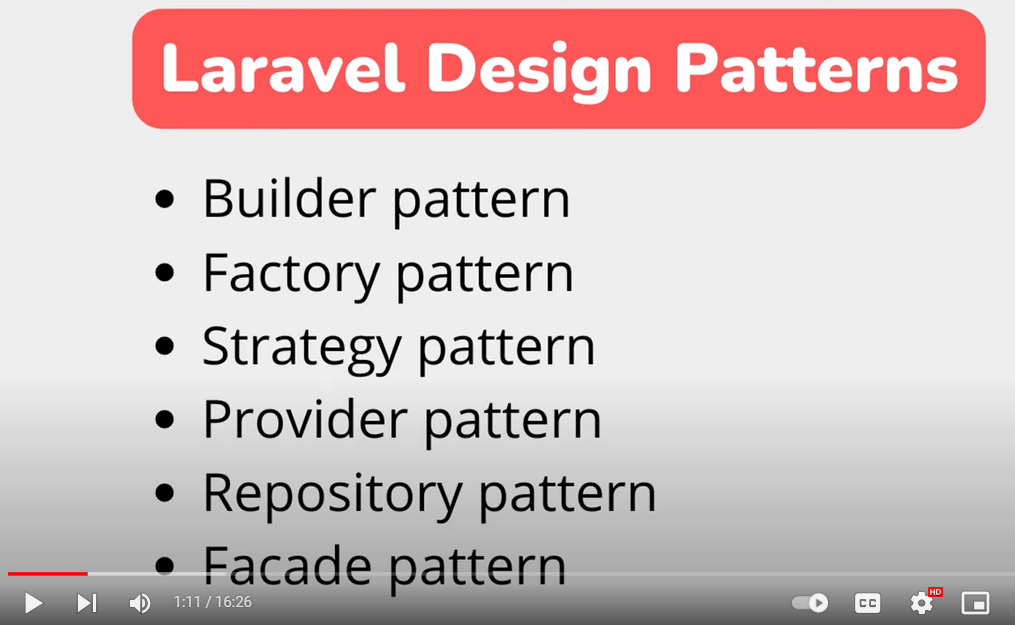 Laravel Design Patterns
• Builder pattern
• Factory pattern
• Strategy pattern
• Provider pattern
• Repository pattern
• Facade pattern
1:11 / 16:26
CC
HD